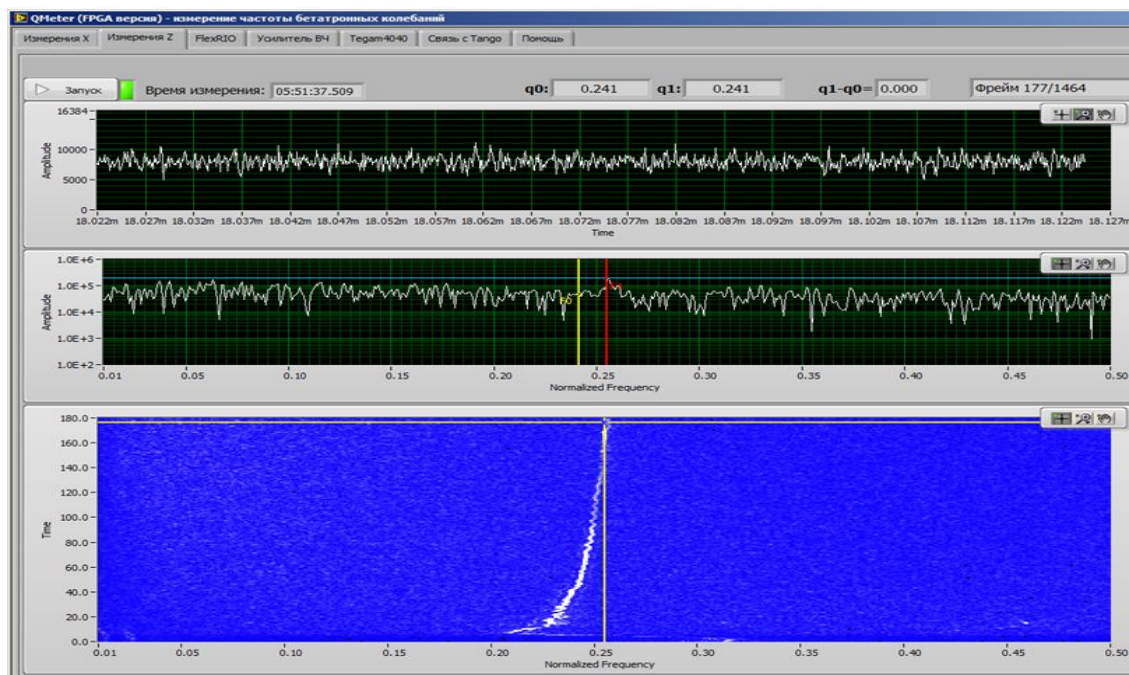 QMeter (FPGA версия) - измерение частоты бетатронных колебаний
Измерения X Измерения Z FlexRIO Усилитель ВЧ Tegam4040 Связь с Tango Помощь
Запуск Время измерения: 05:51:37.509 q0: 0.241 q1: 0.241 q1-q0= 0.000 Фрейм 177/1464
16384
10000
5000
0
Amplitude
18.022m 18.027m 18.032m 18.037m 18.042m 18.047m 18.052m 18.057m 18.062m 18.067m 18.072m 18.077m 18.082m 18.087m 18.092m 18.097m 18.102m 18.107m 18.112m 18.117m 18.122m 18.127m
Time
1.0E+6
1.0E+5
1.0E+4
1.0E+3
1.0E+2
Amplitude
0.01 0.05 0.10 0.15 0.20 0.25 0.30 0.35 0.40 0.45 0.50
Normalized Frequency
180.0
160.0
140.0
120.0
100.0
80.0
60.0
40.0
20.0
0.0
Time
0.01 0.05 0.10 0.15 0.20 0.25 0.30 0.35 0.40 0.45 0.50
Normalized Frequency